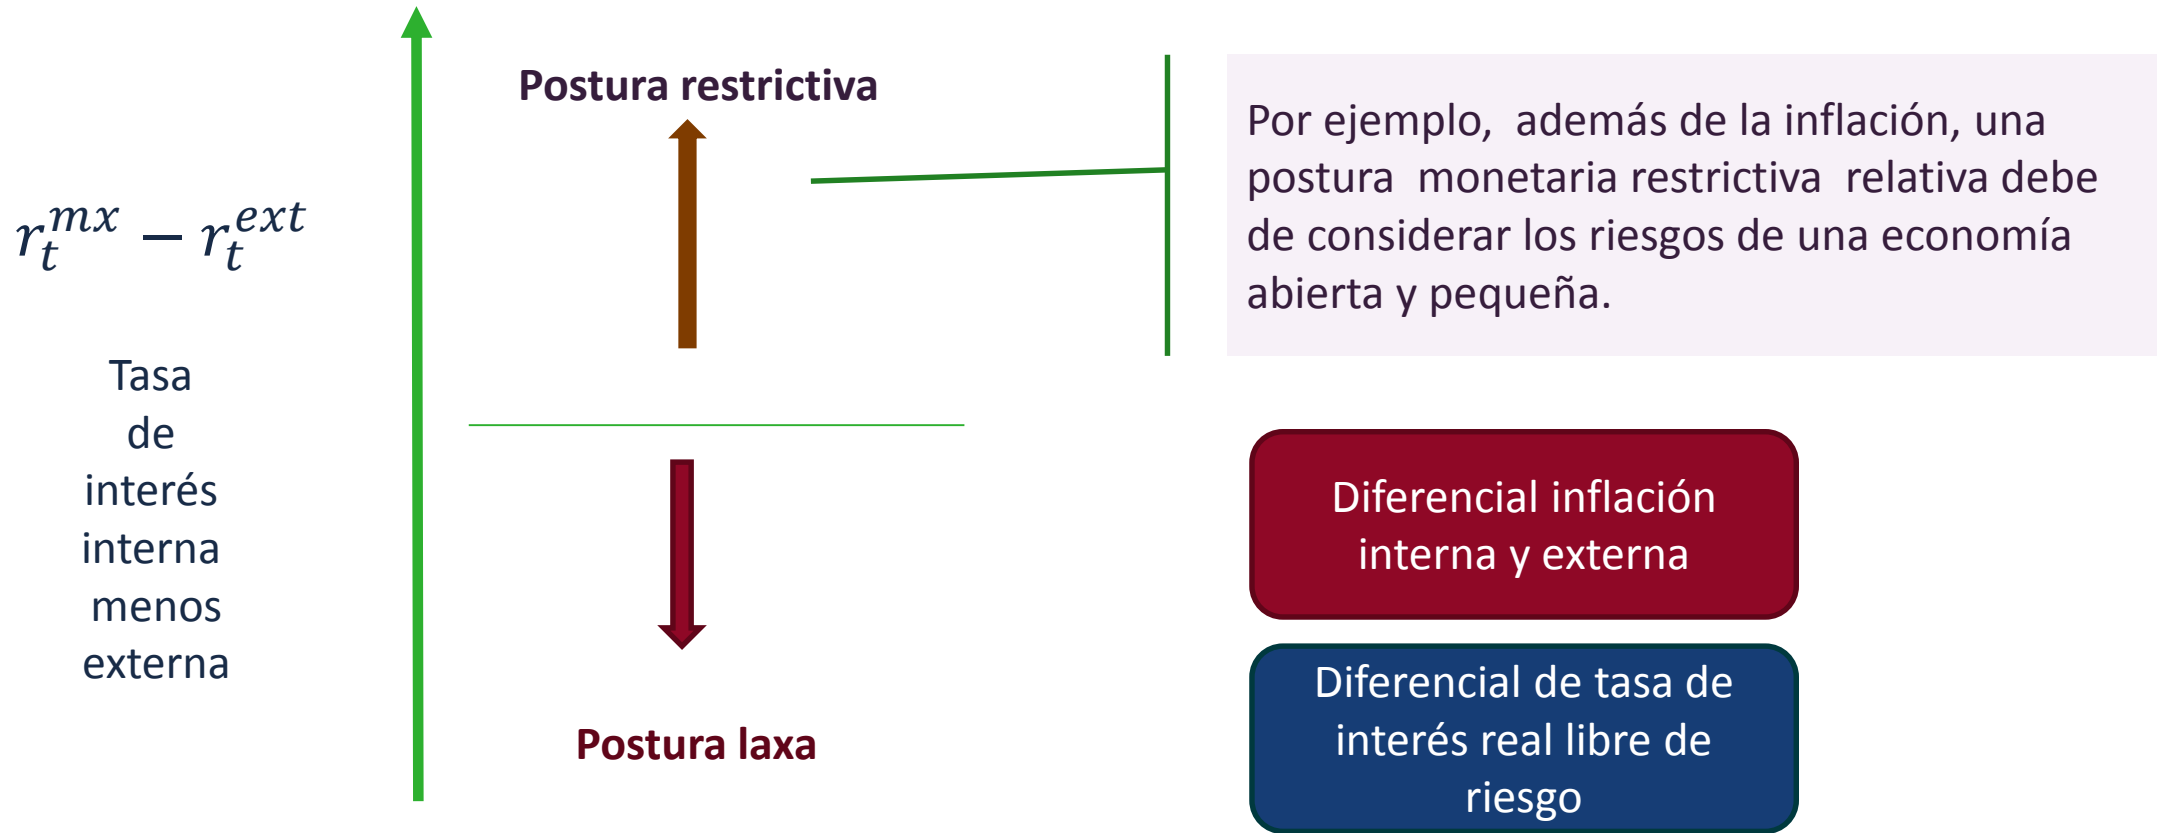 r_t^{mx} − r_t^{ext}
Tasa
de
interés
interna
menos
externa
Postura restrictiva
Postura laxa
Por ejemplo, además de la inflación, una
postura monetaria restrictiva relativa debe
de considerar los riesgos de una economía
abierta y pequeña.
Diferencial inflación
interna y externa
Diferencial de tasa de
interés real libre de
riesgo